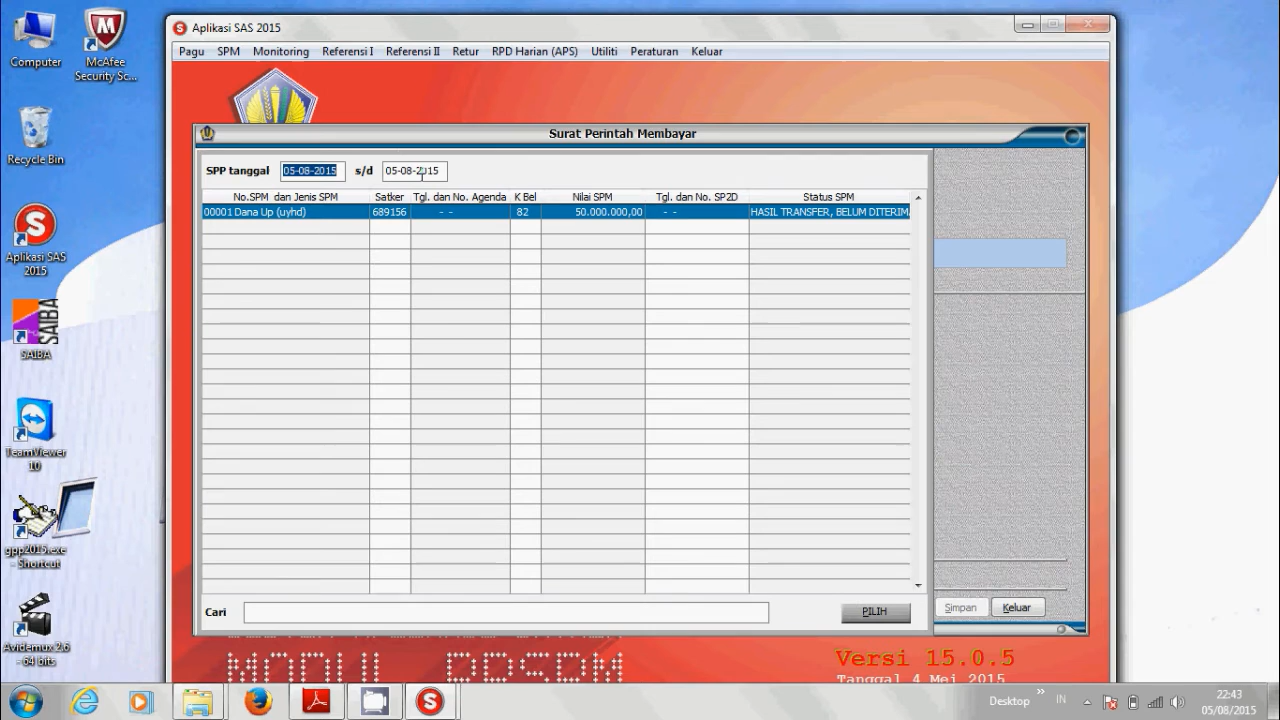 Aplikasi SAS 2015
Pagu SPM Monitoring Referensi I Referensi II Retur RPD Harian (APS) Utiliti Peraturan Keluar
Computer
McAfee
Security Sc...
Recycle Bin
Aplikasi SAS
2015
SAIBA
SAIBA
TeamViewer
10
gpp2015.exe
- Shortcut
Avidemux 2.6
- 64 bits
Surat Perintah Membayar
SPP tanggal 05-08-2015 s/d 05-08-2015
No.SPM dan Jenis SPM Satker Tgl. dan No. Agenda K Bel Nilai SPM Tgl. dan No. SP2D Status SPM
00001 Dana Up (uyhd) 689156 - - 82 50.000.000,00 - - HASIL TRANSFER, BELUM DITERIMA
Cari
PILIH
Simpan Keluar
Versi 15.0.5
Tanggal 4 Mei 2015
Desktop
IN
22:43
05/08/2015